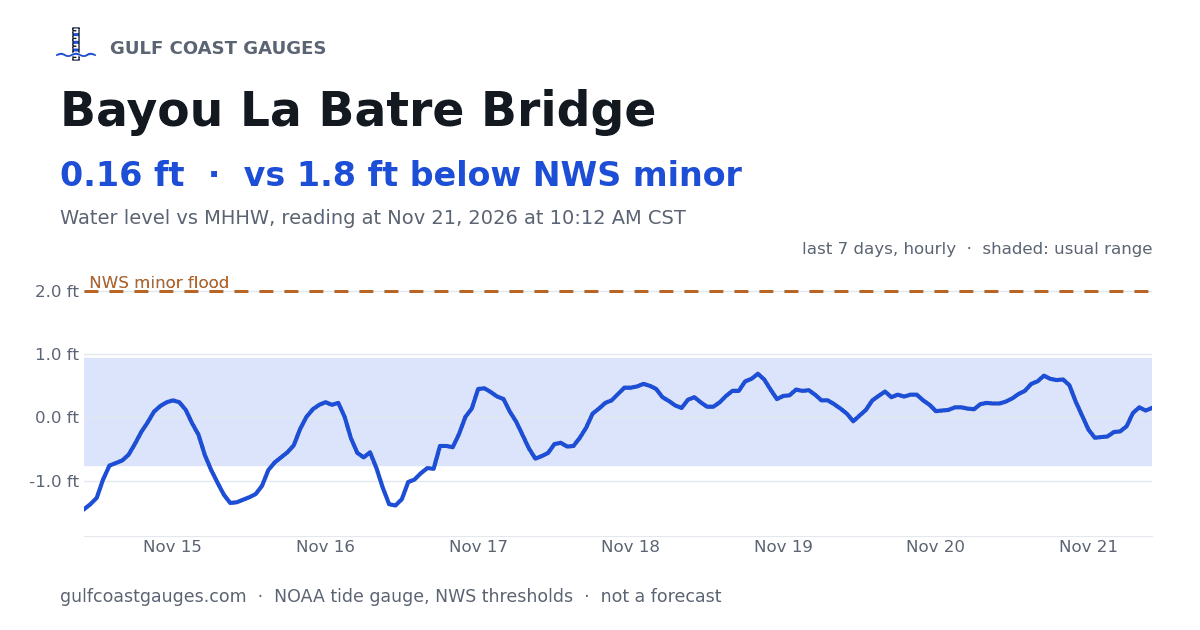 GULF COAST GAUGES
Bayou La Batre Bridge
0.16 ft · vs 1.8 ft below NWS minor
Water level vs MHHW, reading at Nov 21, 2026 at 10:12 AM CST
last 7 days, hourly · shaded: usual range
NWS minor flood
2.0 ft
1.0 ft
0.0 ft
-1.0 ft
Nov 15 Nov 16 Nov 17 Nov 18 Nov 19 Nov 20 Nov 21
gulfcoastgauges.com · NOAA tide gauge, NWS thresholds · not a forecast